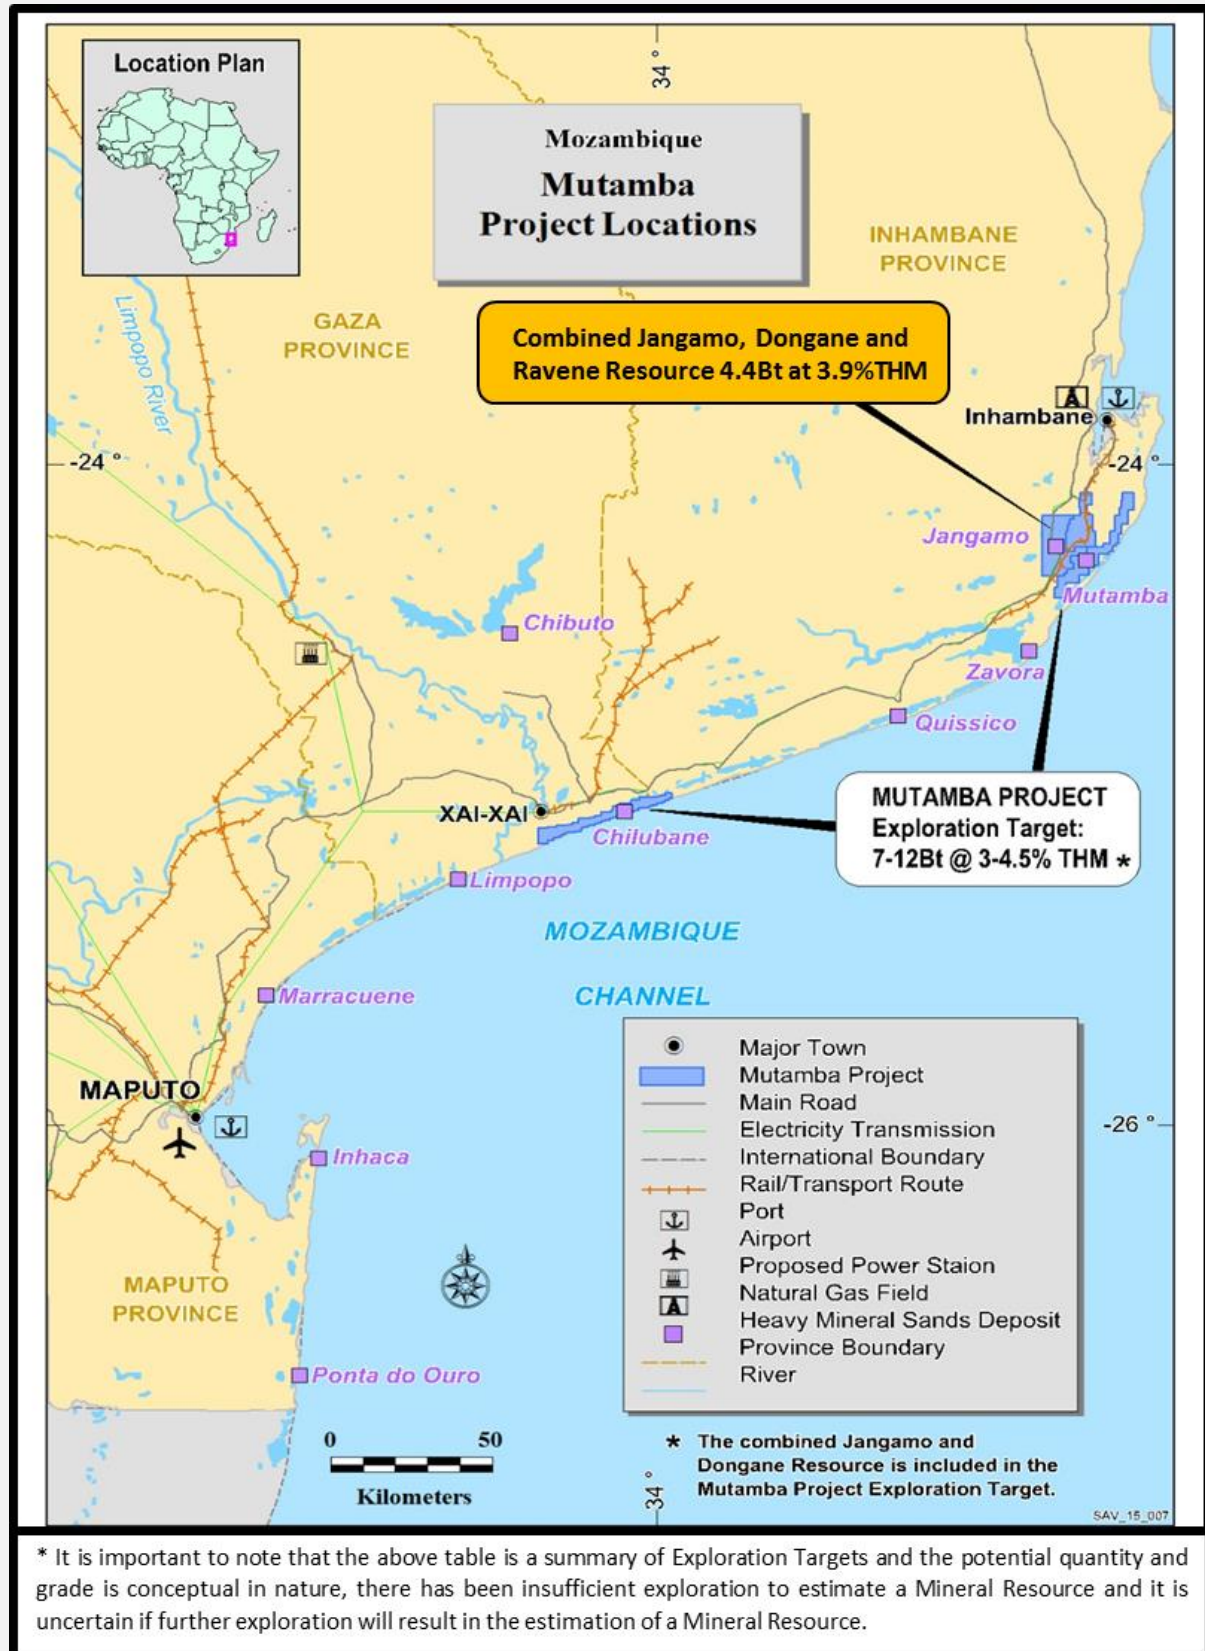 Location Plan
34 °
Mozambique
Mutamba
Project Locations
INHAMBANE
PROVINCE
Limpopo River
GAZA
PROVINCE
Combined Jangamo, Dongane and
Ravene Resource 4.4Bt at 3.9%THM
A
Inhambane
-24 °
-24 °
Jangamo
Mutamba
Chibuto
Zavora
Quissico
XAI-XAI
Chilubane
MUTAMBA PROJECT
Exploration Target:
7-12Bt @ 3-4.5% THM *
Limpopo
MOZAMBIQUE
CHANNEL
Marracuene
MAPUTO
-26 °
Inhaca
MAPUTO
PROVINCE
Ponta do Ouro
Major Town
Mutamba Project
Main Road
Electricity Transmission
International Boundary
Rail/Transport Route
Port
Airport
Proposed Power Staion
Natural Gas Field
A
Heavy Mineral Sands Deposit
Province Boundary
River
0 50
Kilometers
34 °
* The combined Jangamo and
Dongane Resource is included in the
Mutamba Project Exploration Target.
SAV_15_007
* It is important to note that the above table is a summary of Exploration Targets and the potential quantity and
grade is conceptual in nature, there has been insufficient exploration to estimate a Mineral Resource and it is
uncertain if further exploration will result in the estimation of a Mineral Resource.